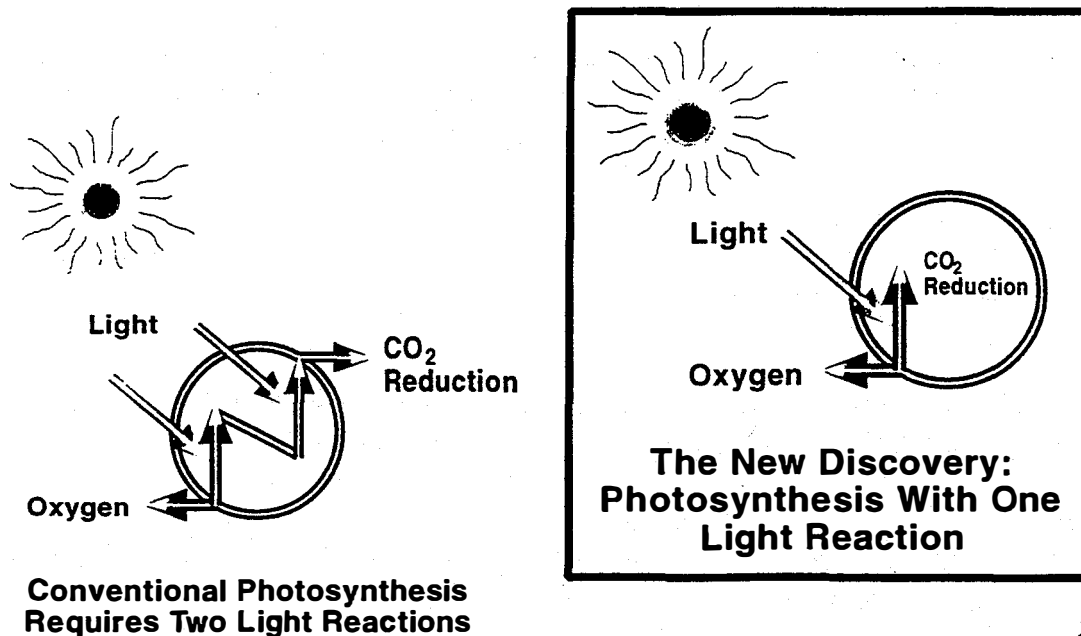 Light
CO₂
Reduction
Oxygen
Conventional Photosynthesis
Requires Two Light Reactions
Light
CO₂
Reduction
Oxygen
The New Discovery:
Photosynthesis With One
Light Reaction